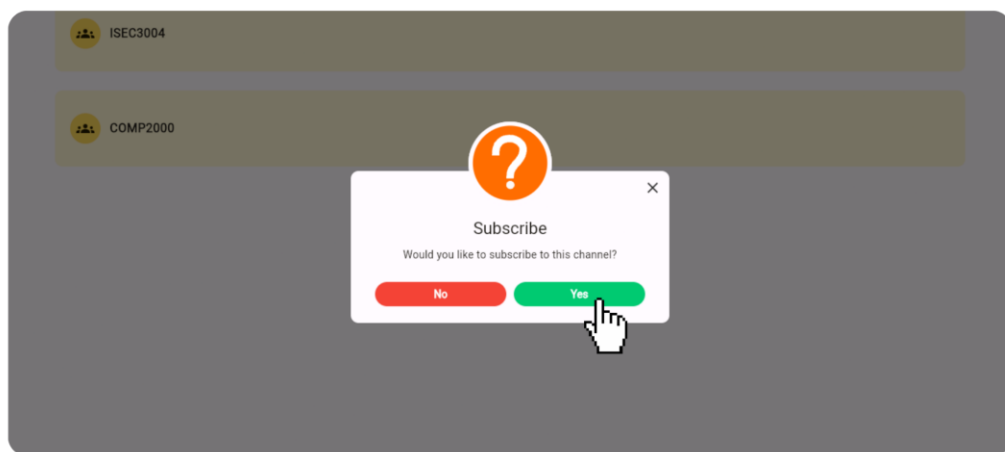 ISEC3004
COMP2000
?
Subscribe
Would you like to subscribe to this channel?
No
Yes